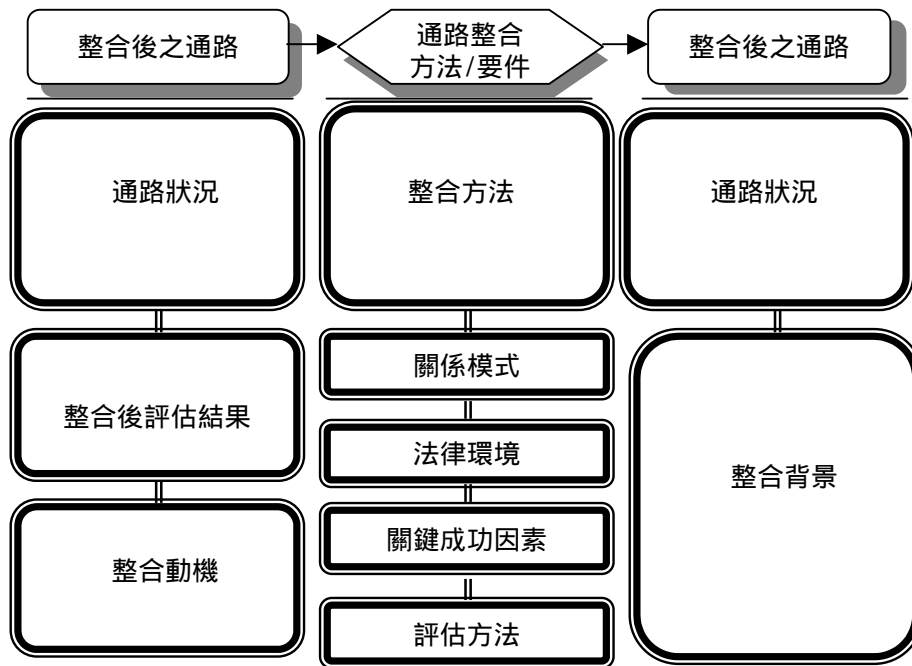 整合後之通路
通路整合
方法/要件
整合後之通路
通路狀況
整合方法
通路狀況
關係模式
整合後評估結果
法律環境
整合背景
關鍵成功因素
整合動機
評估方法